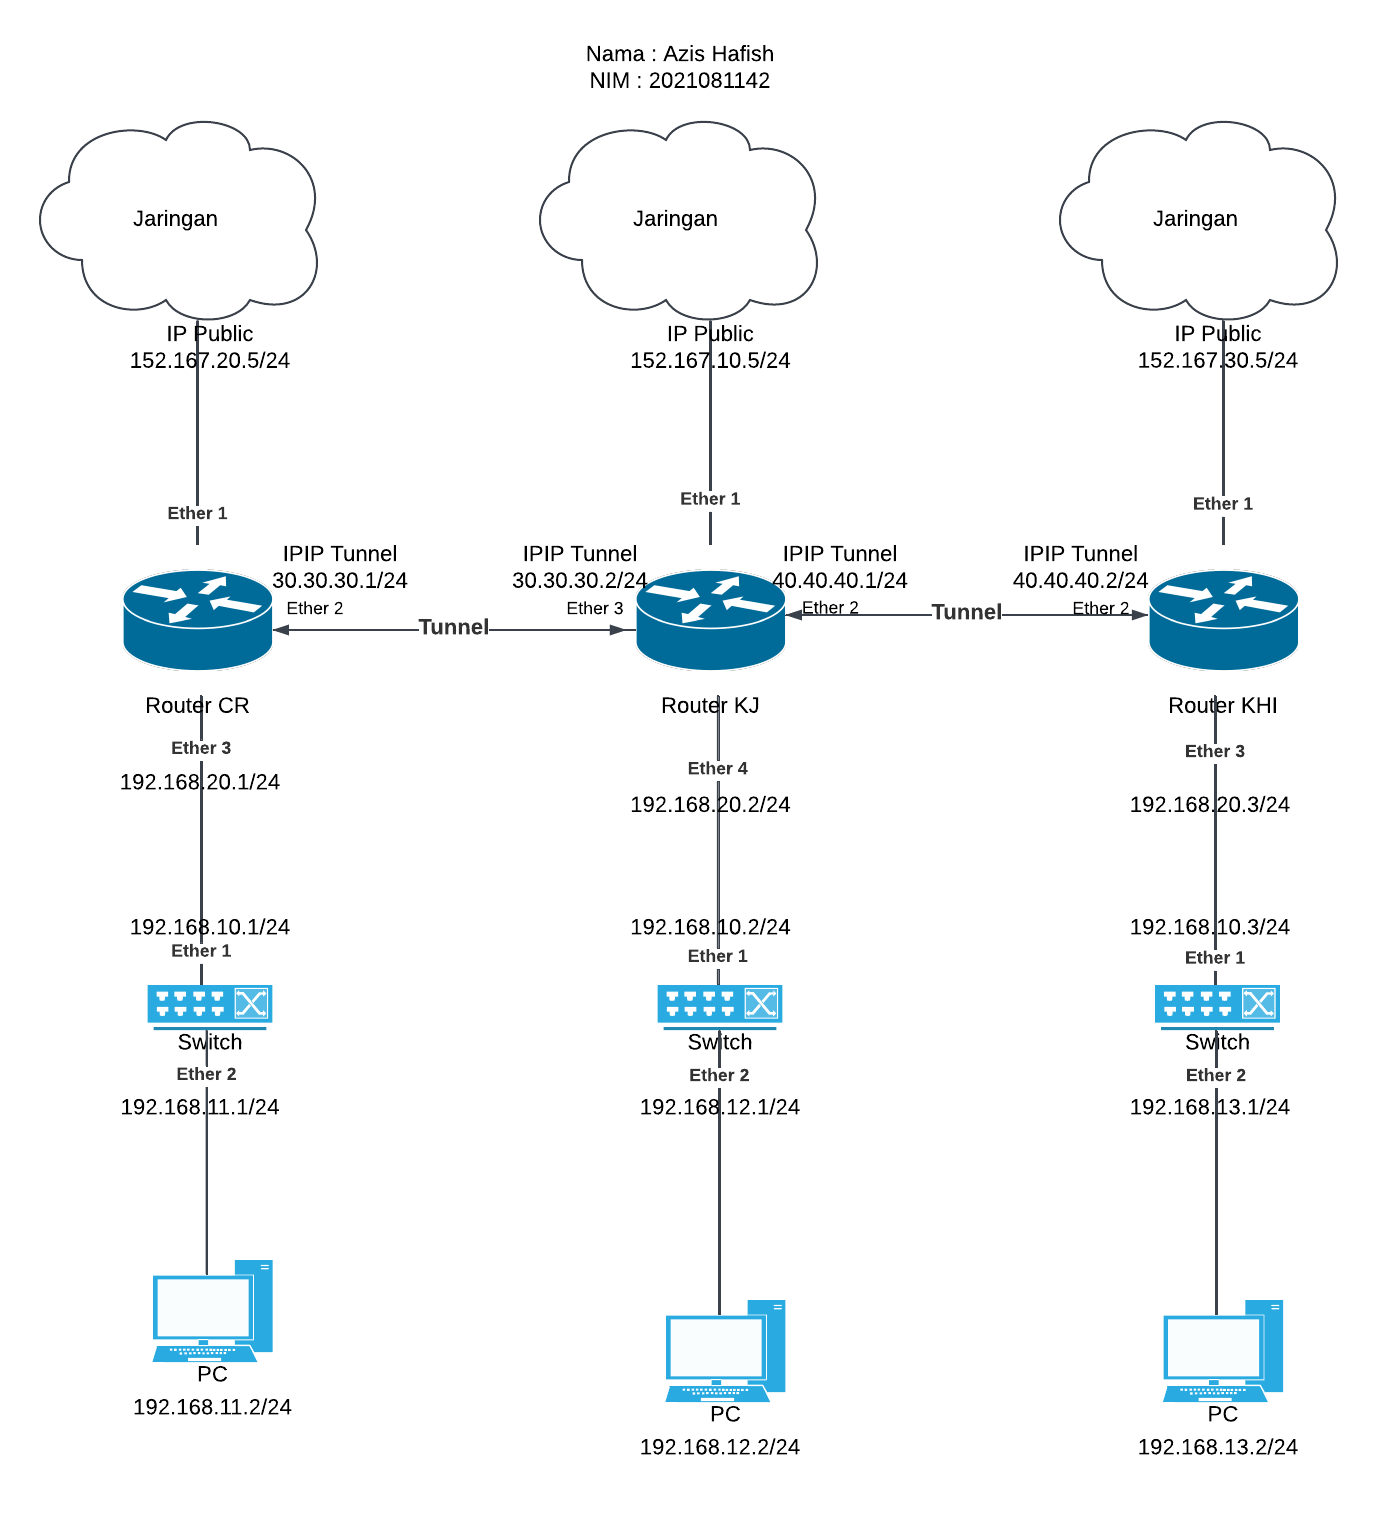 Nama : Azis Hafish
NIM : 2021081142
Jaringan
Jaringan
Jaringan
IP Public
152.167.20.5/24
IP Public
152.167.10.5/24
IP Public
152.167.30.5/24
Ether 1
Ether 1
Ether 1
IPIP Tunnel
30.30.30.1/24
Ether 2
Tunnel
IPIP Tunnel
30.30.30.2/24
Ether 3
IPIP Tunnel
40.40.40.1/24
Ether 2
Tunnel
IPIP Tunnel
40.40.40.2/24
Ether 2
Router CR
Router KJ
Router KHI
Ether 3
192.168.20.1/24
Ether 4
192.168.20.2/24
Ether 3
192.168.20.3/24
192.168.10.1/24
Ether 1
192.168.10.2/24
Ether 1
192.168.10.3/24
Ether 1
Switch
Ether 2
192.168.11.1/24
Switch
Ether 2
192.168.12.1/24
Switch
Ether 2
192.168.13.1/24
PC
192.168.11.2/24
PC
192.168.12.2/24
PC
192.168.13.2/24